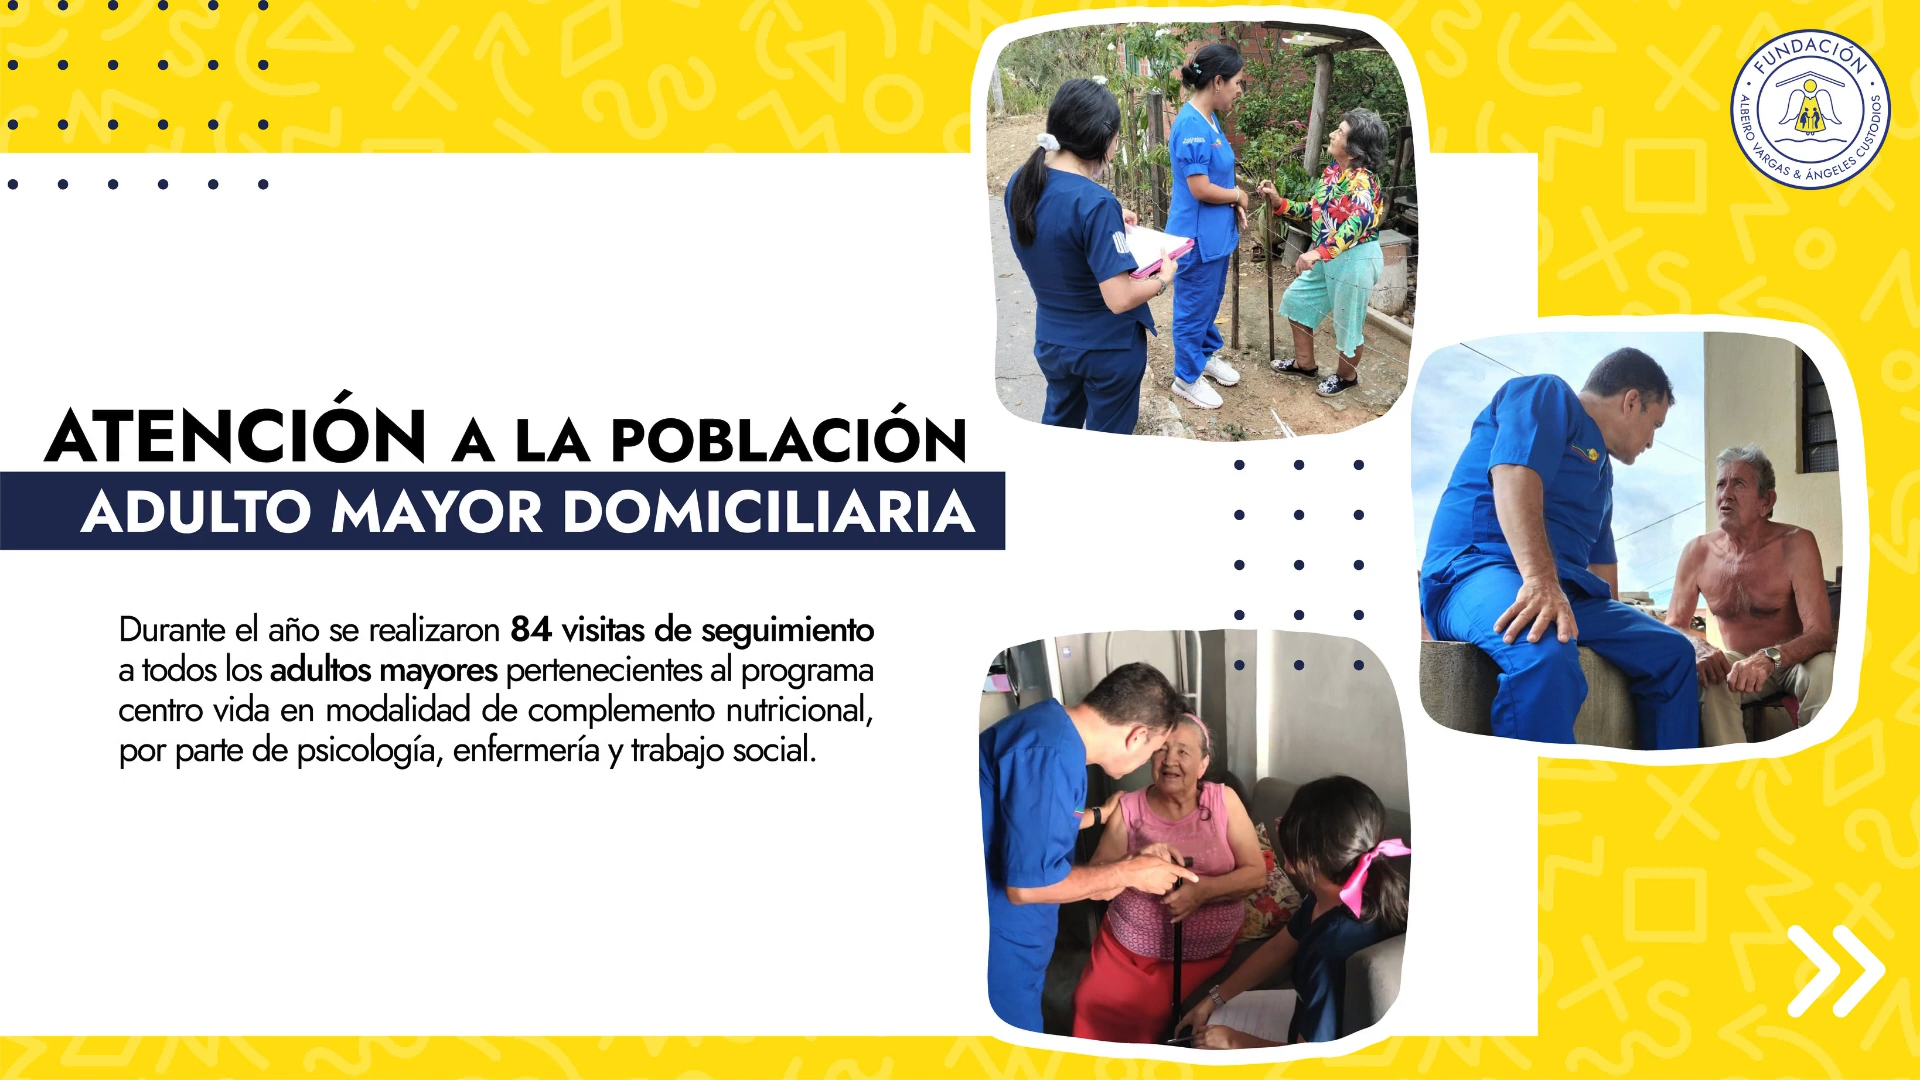 ATENCIÓN A LA POBLACIÓN
ADULTO MAYOR DOMICILIARIA
Durante el año se realizaron 84 visitas de seguimiento
a todos los adultos mayores pertenecientes al programa
centro vida en modalidad de complemento nutricional,
por parte de psicología, enfermería y trabajo social.
FUNDACIÓN
ALBEIRO VARGAS & ÁNGELES CUSTODIOS